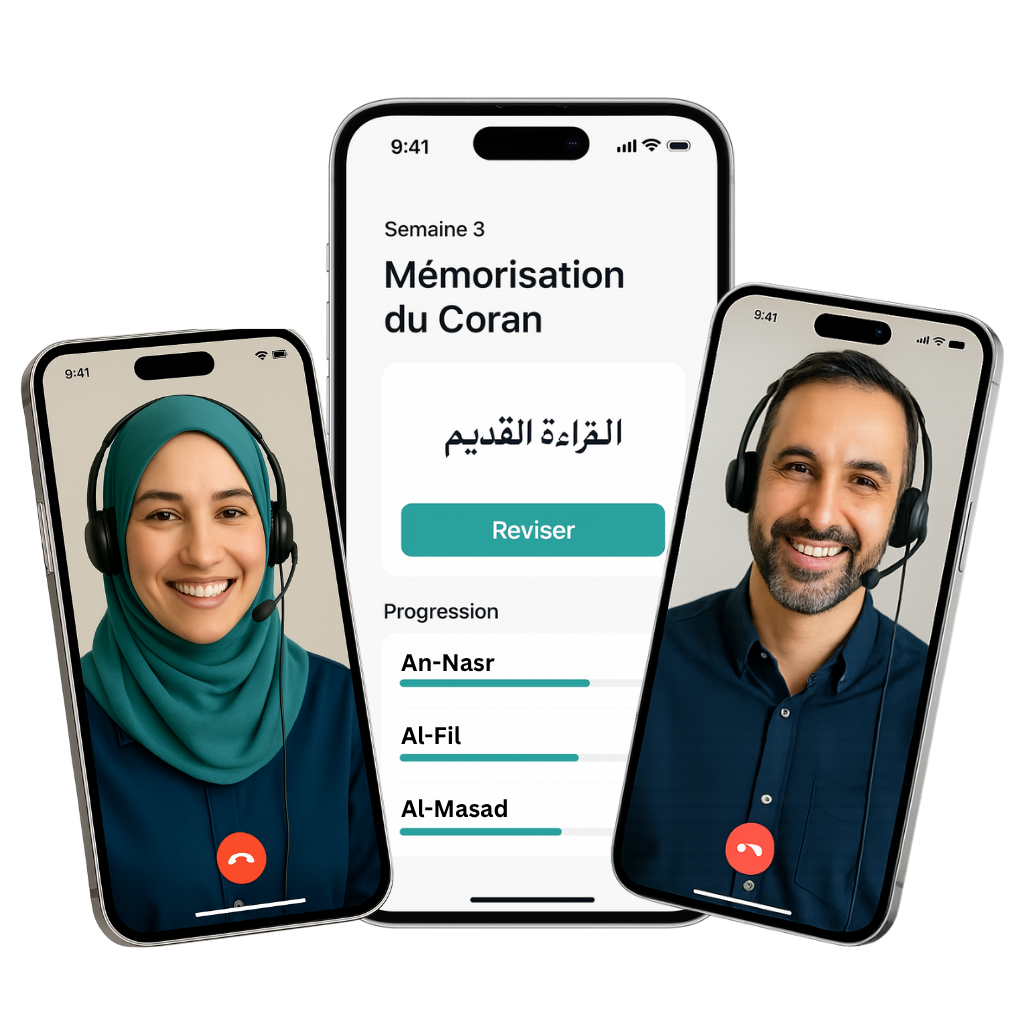 9:41
Semaine 3
Mémorisation
du Coran
القراءة القديم
Reviser
Progression
An-Nasr
Al-Fil
Al-Masad
9:41
9:41